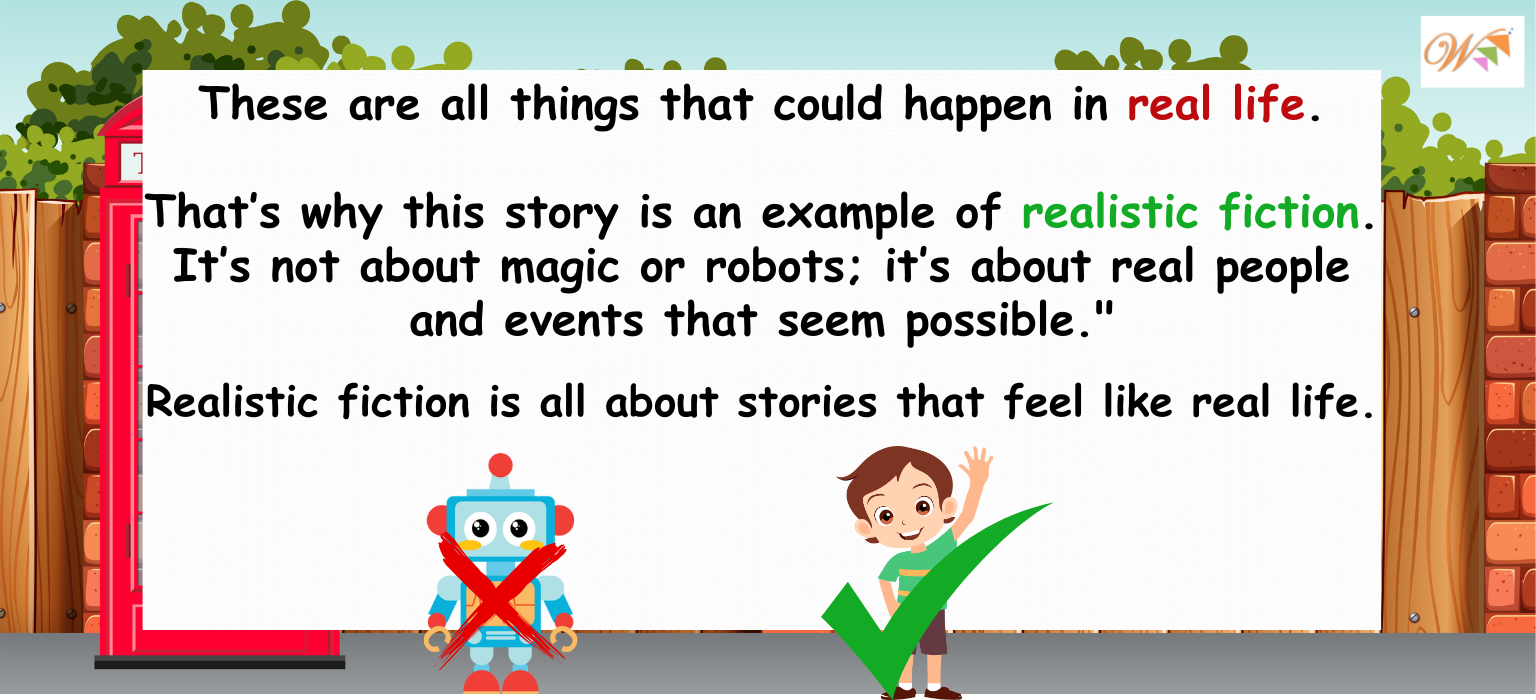 These are all things that could happen in real life.
That's why this story is an example of realistic fiction.
It's not about magic or robots; it's about real people
and events that seem possible."
Realistic fiction is all about stories that feel like real life.
T
W